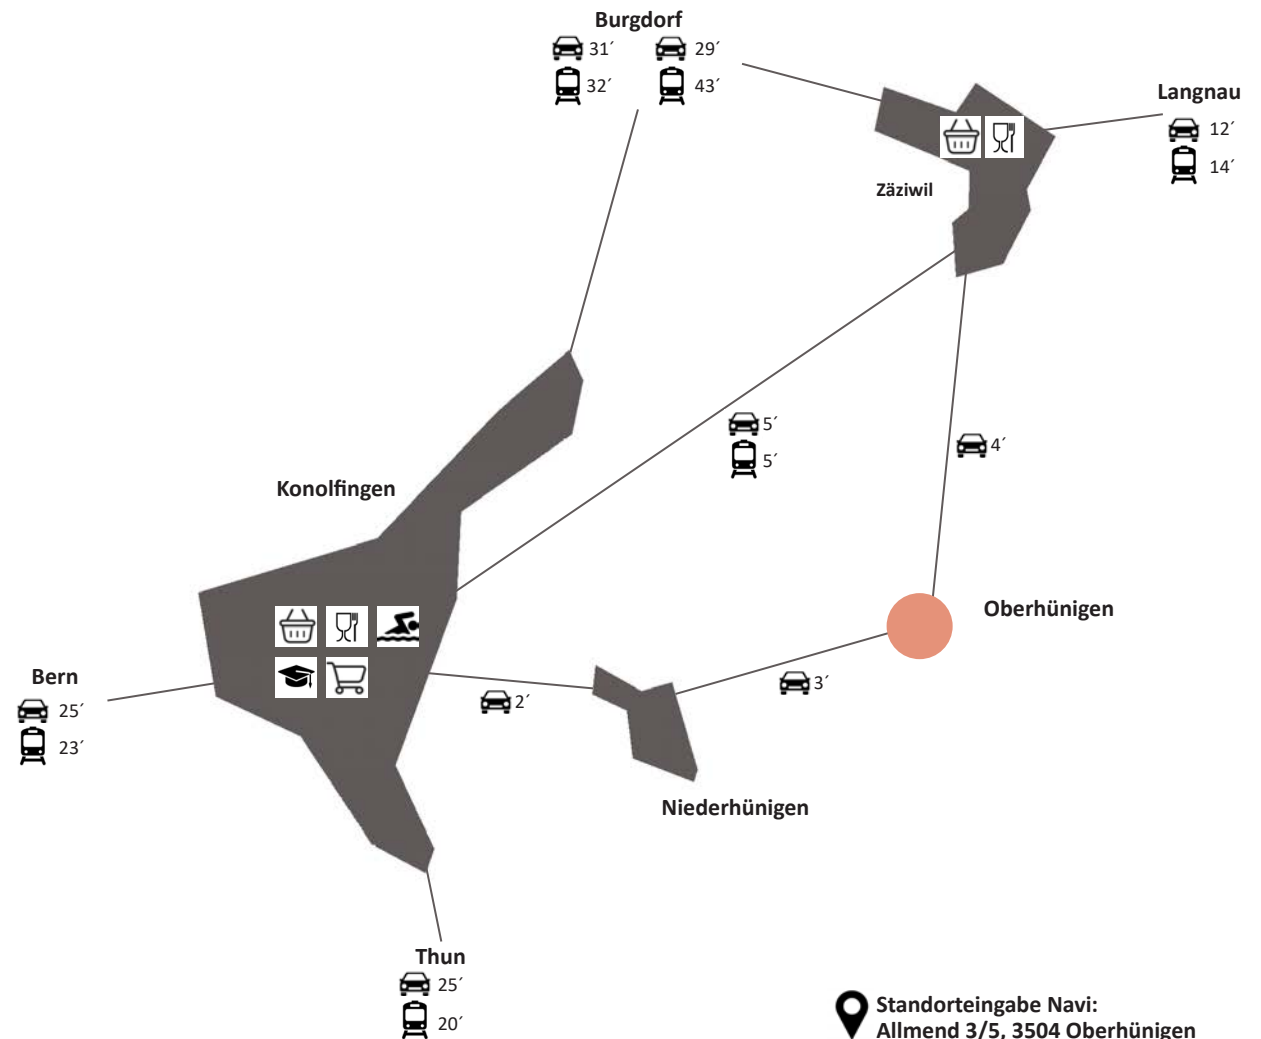 Burgdorf
31´ 29´
32´ 43´
Langnau
12´
14´
Zäziwil
5´
5´
4´
Konolfingen
Oberhünigen
Bern
25´
23´
2´
3´
Niederhünigen
Thun
25´
20´
Standorteingabe Navi:
Allmend 3/5, 3504 Oberhünigen